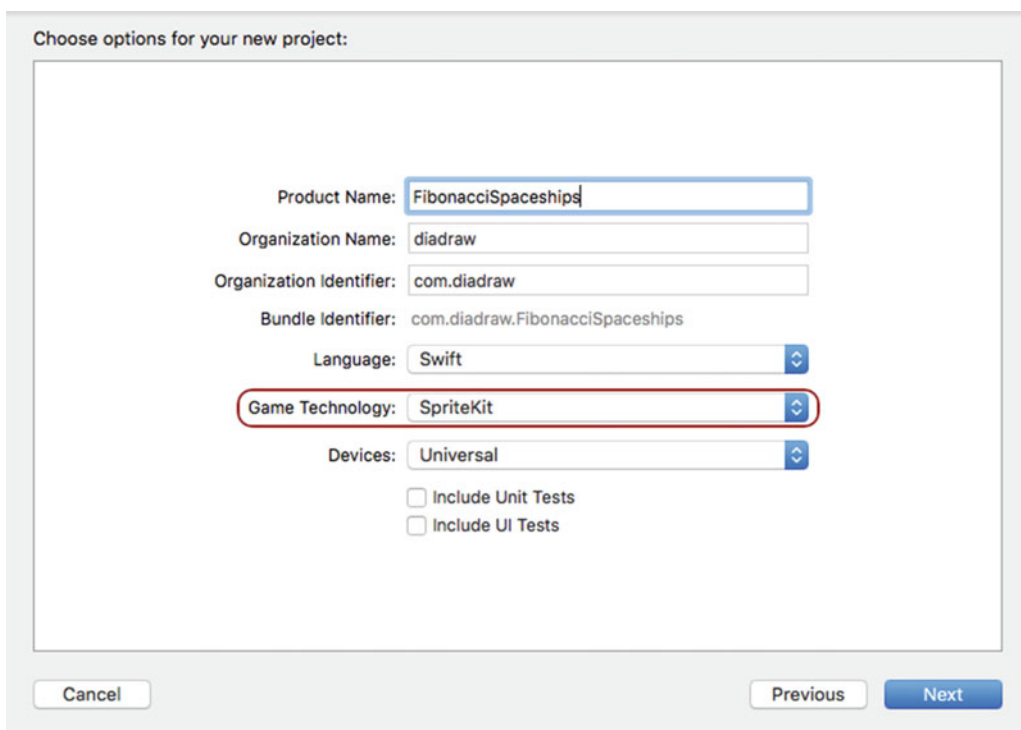 Choose options for your new project:
Product Name: FibonacciSpaceships
Organization Name: diadraw
Organization Identifier: com.diadraw
Bundle Identifier: com.diadraw.FibonacciSpaceships
Language: Swift
Game Technology: SpriteKit
Devices: Universal
Include Unit Tests
Include UI Tests
Cancel Previous Next